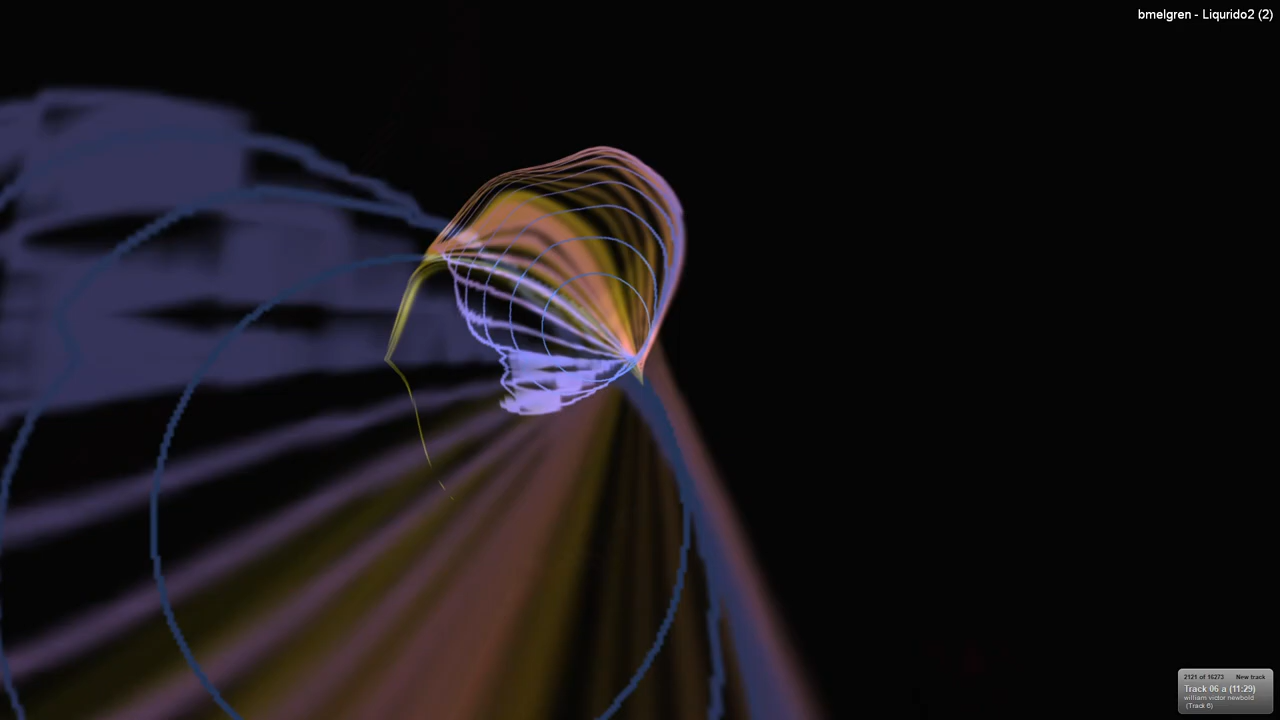 bmelgren - Liqurido2 (2)
2121 of 16273 New track
Track 06 a (11:29)
william victor newbold
(Track 6)